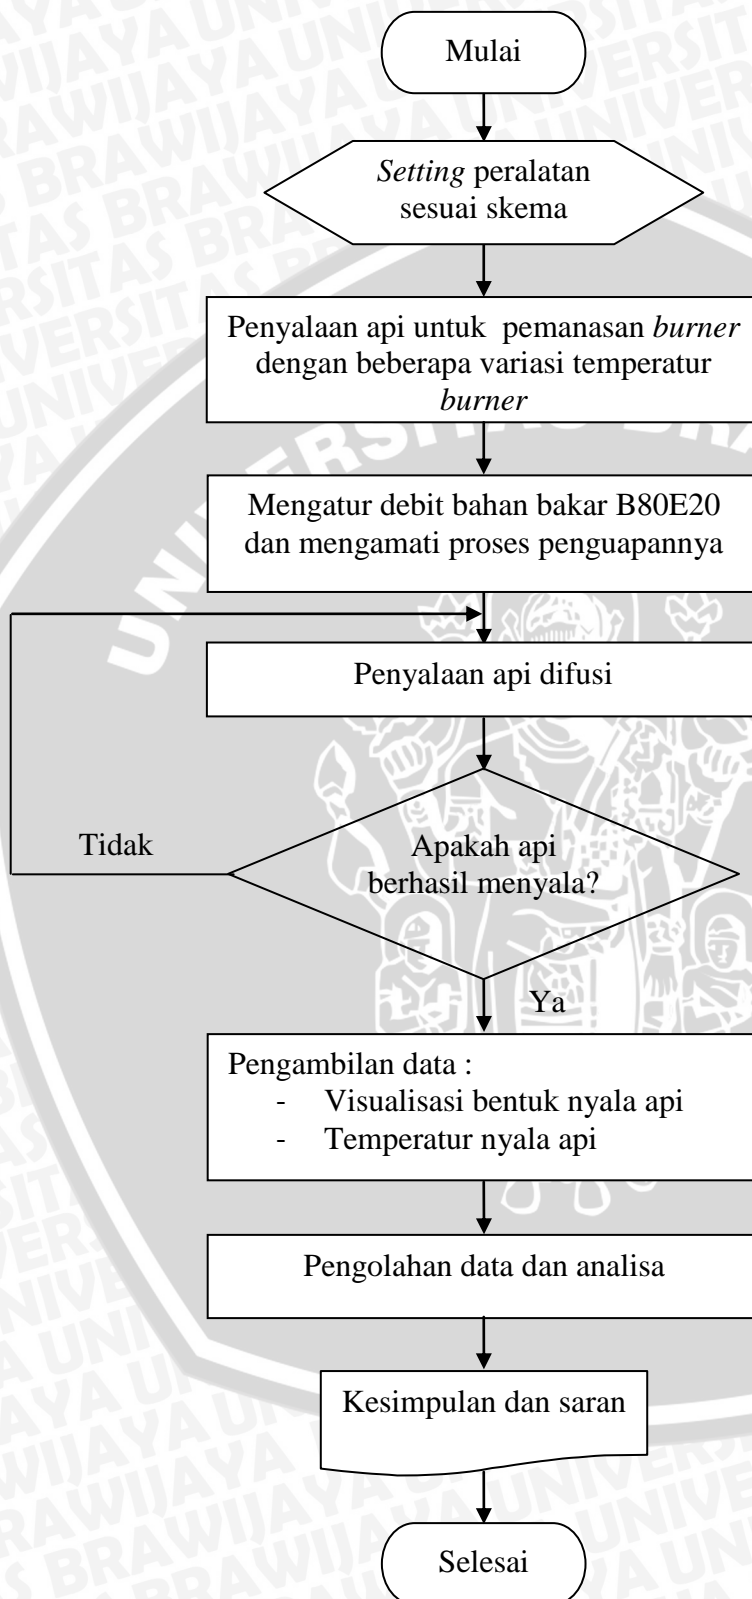 Mulai
Setting peralatan
sesuai skema
Penyalaan api untuk pemanasan burner
dengan beberapa variasi temperatur
burner
Mengatur debit bahan bakar B80E20
dan mengamati proses penguapannya
Penyalaan api difusi
Tidak
Apakah api
berhasil menyala?
Ya
Pengambilan data :
- Visualisasi bentuk nyala api
- Temperatur nyala api
Pengolahan data dan analisa
Kesimpulan dan saran
Selesai